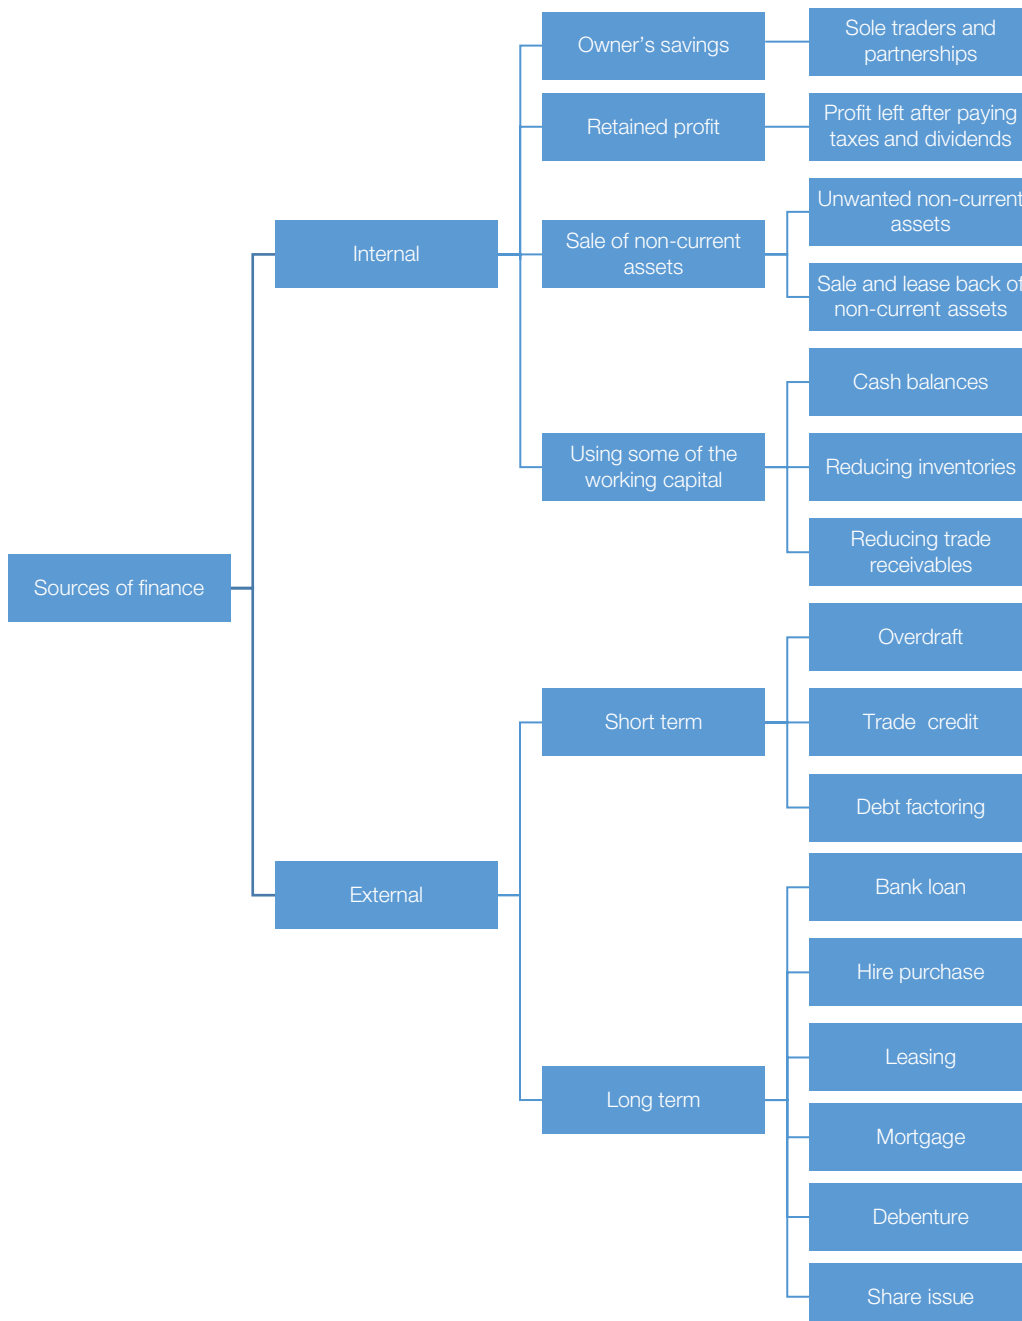 Owner’s savings
Sole traders and
partnerships
Retained profit
Profit left after paying
taxes and dividends
Internal
Sale of non-current
assets
Unwanted non-current
assets
Sale and lease back of
non-current assets
Using some of the
working capital
Cash balances
Reducing inventories
Reducing trade
receivables
Sources of finance
External
Short term
Overdraft
Trade credit
Debt factoring
Long term
Bank loan
Hire purchase
Leasing
Mortgage
Debenture
Share issue